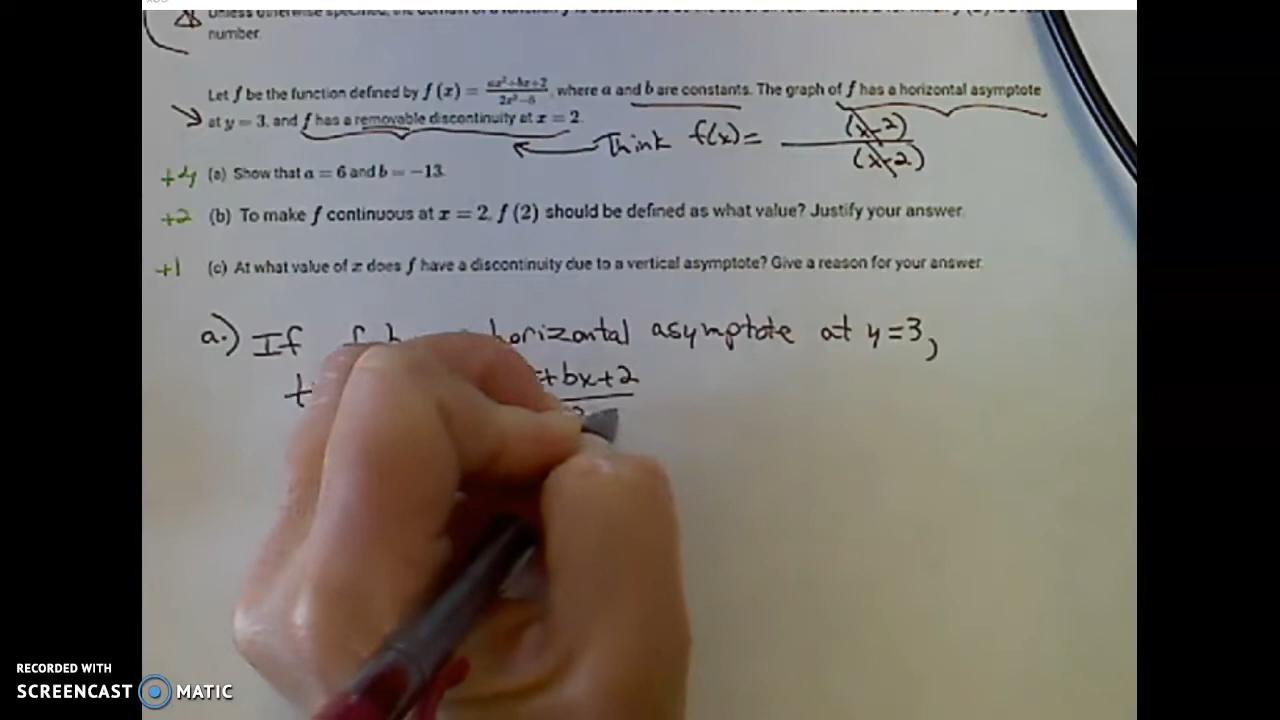 number.
Let f be the function defined by f (x) = ax²+bx+2 / 2x²-8, where a and b are constants. The graph of f has a horizontal asymptote
at y = 3, and f has a removable discontinuity at x = 2.
Think f(x) = (x-2) / (x-2)
+4 (a) Show that a = 6 and b = -13.
+2 (b) To make f continuous at x = 2, f (2) should be defined as what value? Justify your answer.
+1 (c) At what value of x does f have a discontinuity due to a vertical asymptote? Give a reason for your answer.
a.) If f horizontal asymptote at y=3,
+bx+2
RECORDED WITH
SCREENCAST MATIC